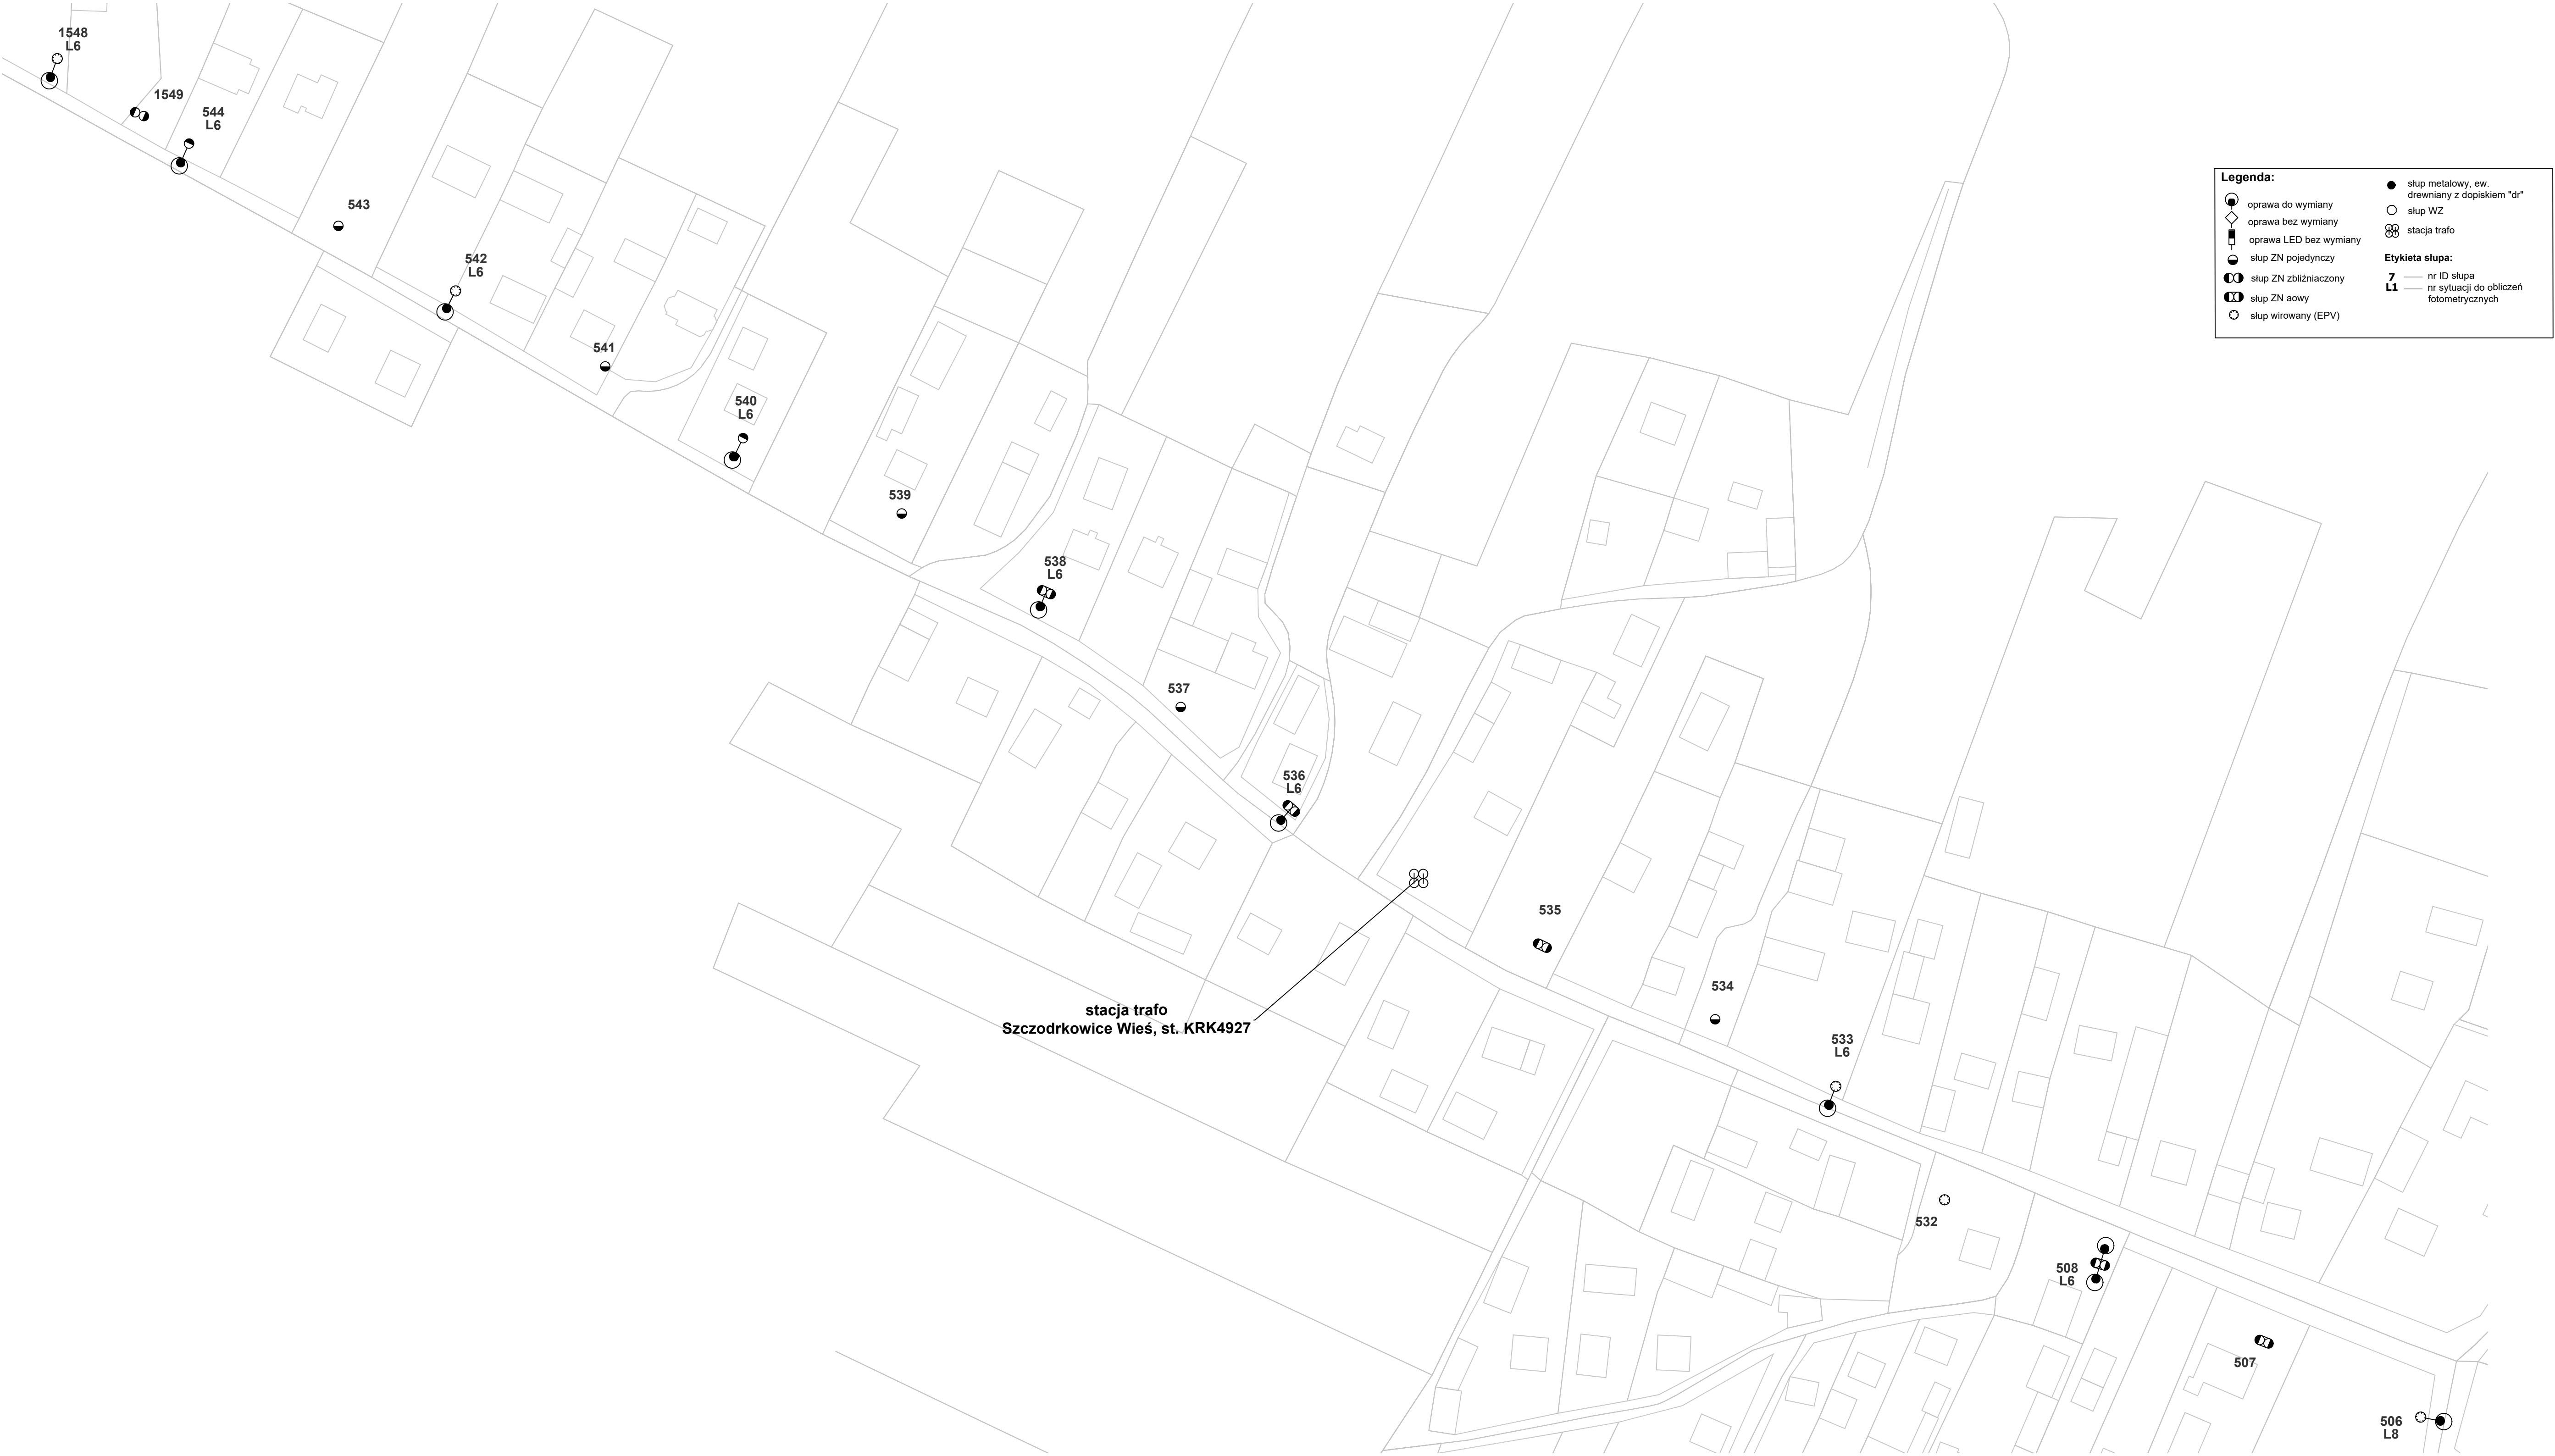 1548
L6
1549
544
L6
543
542
L6
541
540
L6
539
538
L6
537
536
L6
535
534
533
L6
532
508
L6
507
506
L8
stacja trafo
Szczodrkowice Wieś, st. KRK4927
Legenda:
oprawa do wymiany
oprawa bez wymiany
oprawa LED bez wymiany
słup ZN pojedynczy
słup ZN zbliźniaczony
słup ZN aowy
słup wirowany (EPV)
słup metalowy, ew.
drewniany z dopiskiem "dr"
słup WZ
stacja trafo
Etykieta słupa:
7 nr ID słupa
L1 nr sytuacji do obliczeń
fotometrycznych